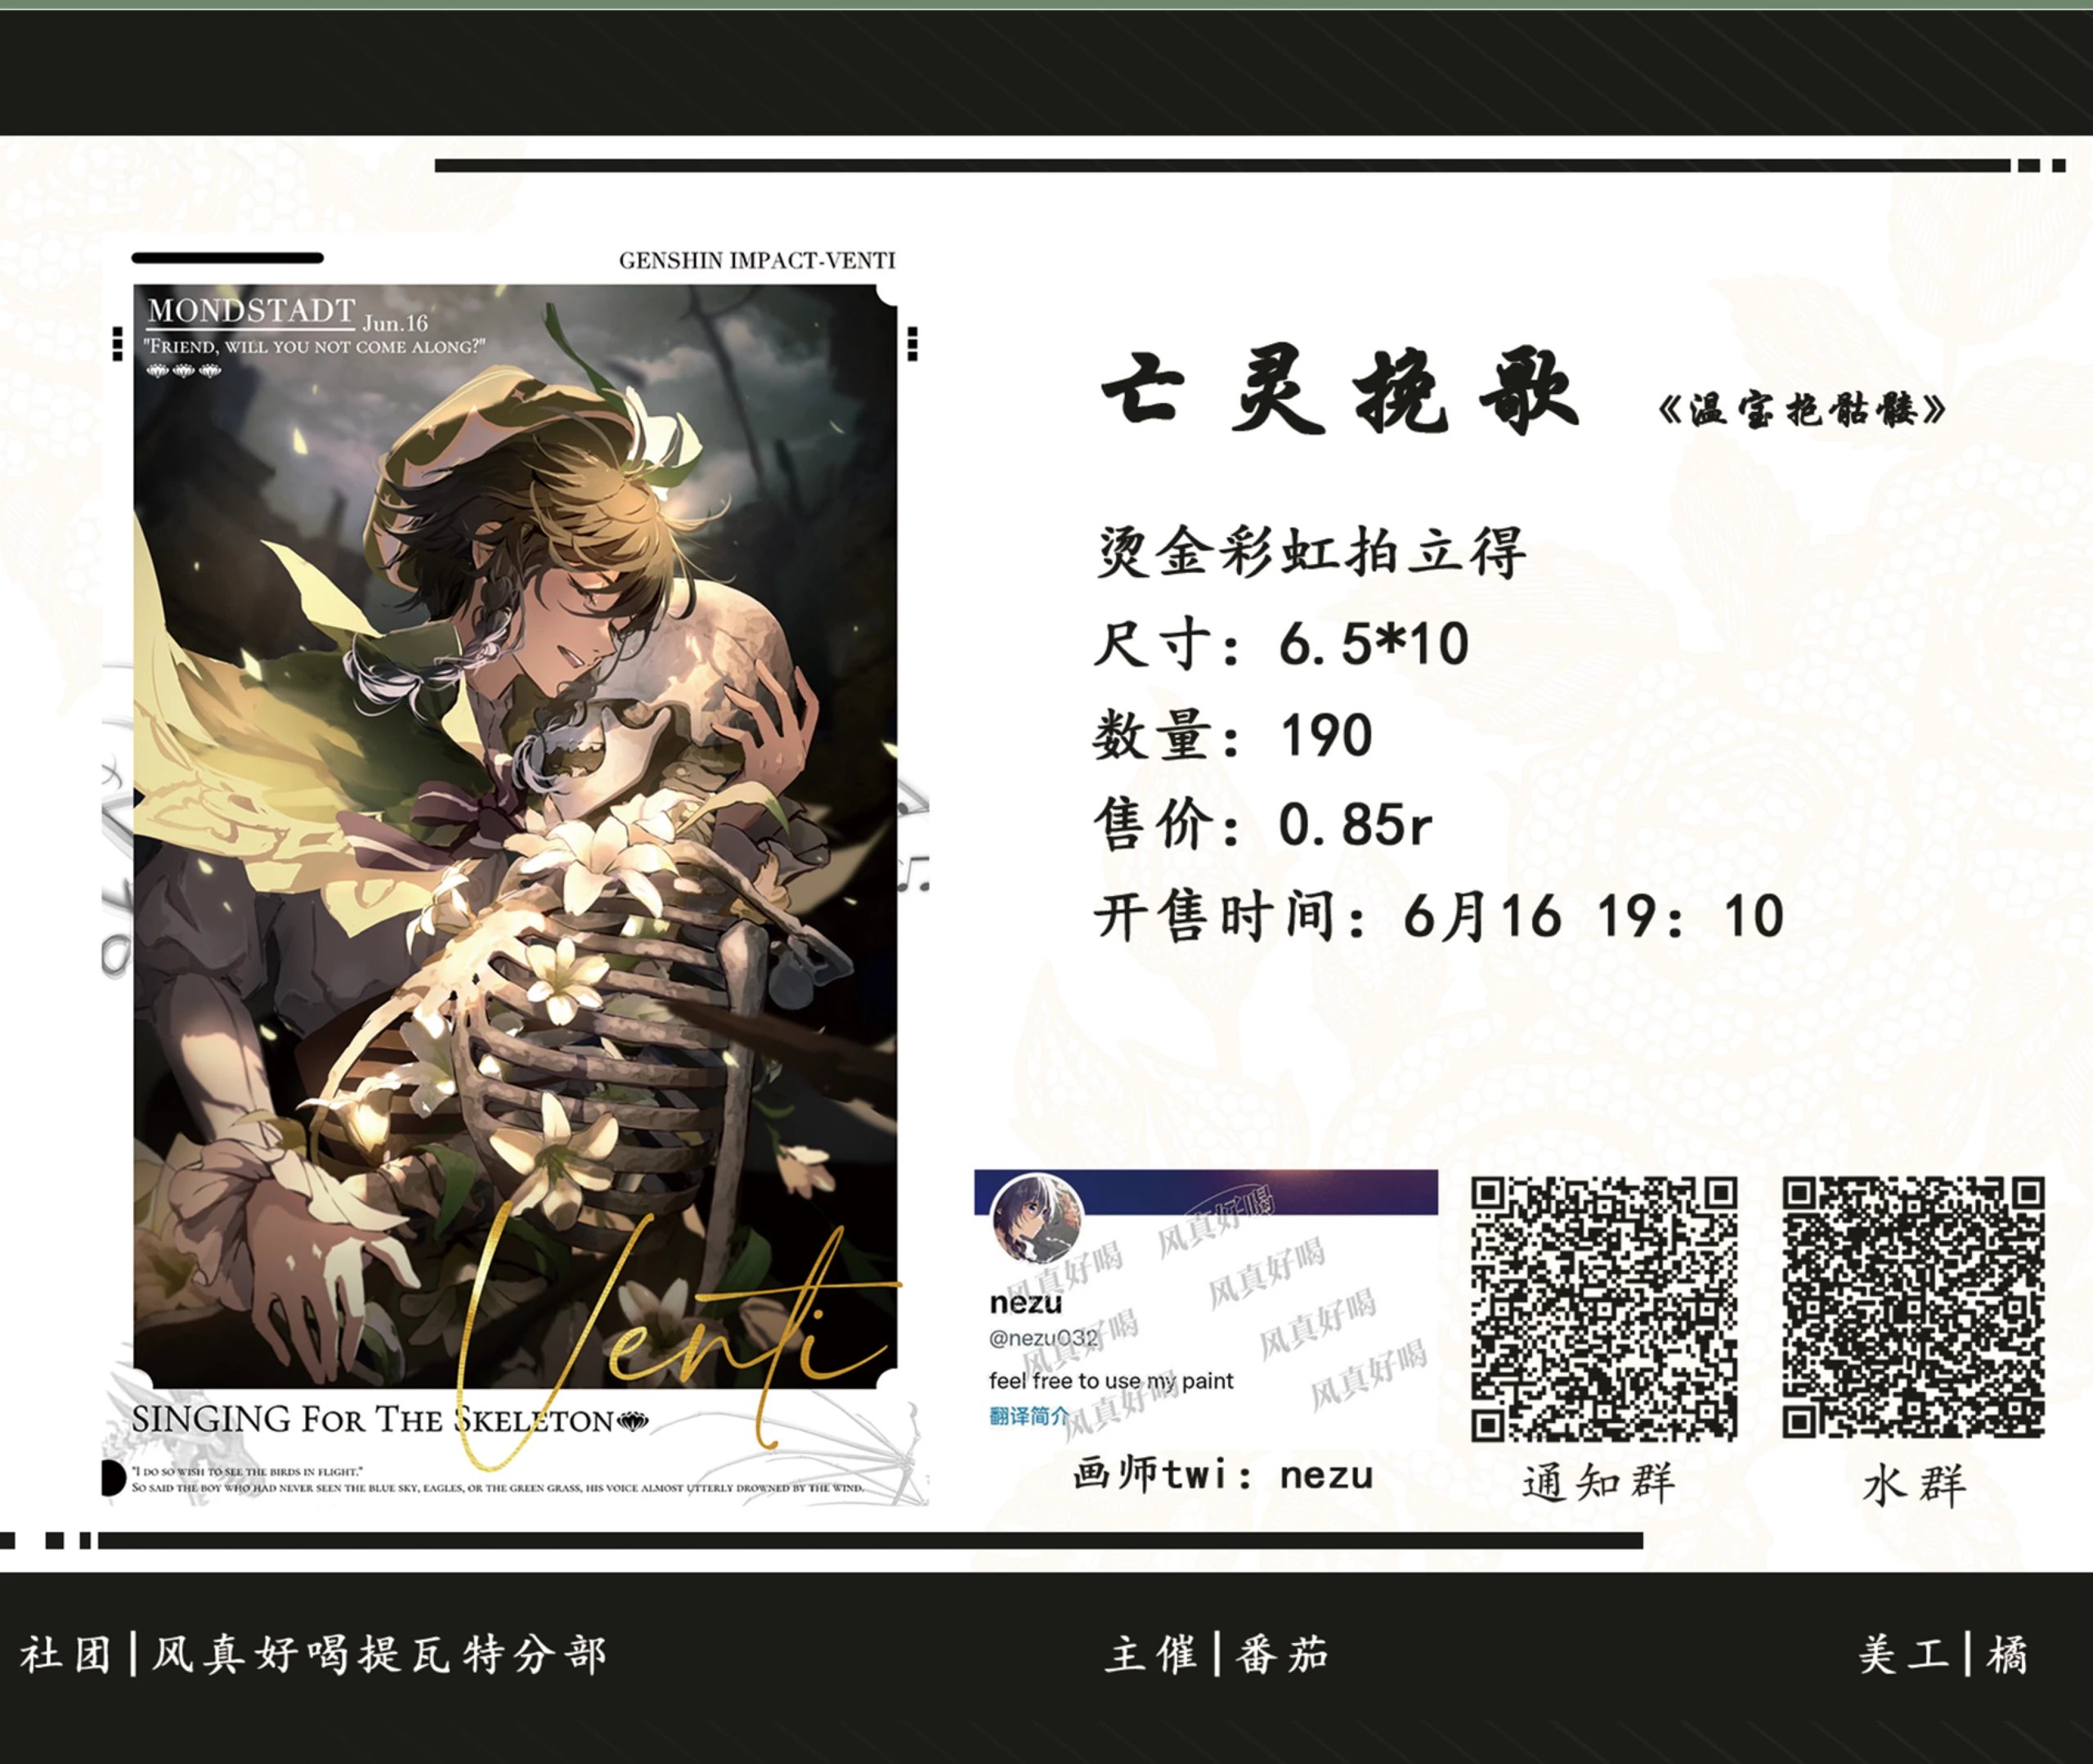 GENSHIN IMPACT-VENTI
MONDSTADT Jun.16
"FRIEND, WILL YOU NOT COME ALONG?"
Venti
SINGING FOR THE SKELETON
"I DO SO WISH TO SEE THE BIRDS IN FLIGHT."
SO SAID THE BOY WHO HAD NEVER SEEN THE BLUE SKY, EAGLES, OR THE GREEN GRASS, HIS VOICE ALMOST UTTERLY DROWNED BY THE WIND.
亡灵挽歌 《温宝抱骷髅》
烫金彩虹拍立得
尺寸：6.5*10
数量：190
售价：0.85r
开售时间：6月16 19：10
风真好喝
风真好喝
风真好喝
风真好喝
风真好喝
风真好喝
风真好喝
nezu
@nezu032
feel free to use my paint
翻译简介
画师twi：nezu
通知群
水群
社团|风真好喝提瓦特分部
主催|番茄
美工|橘